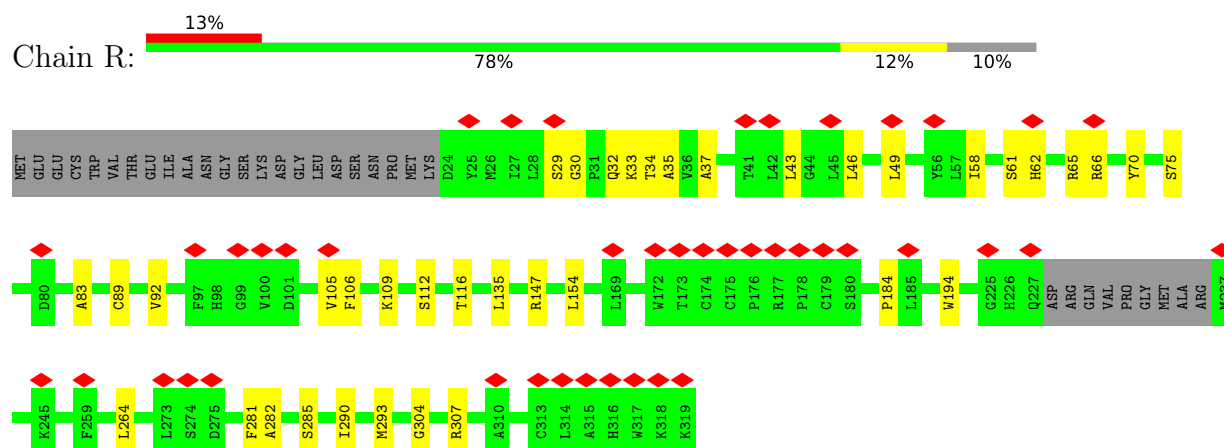 13%
Chain R:
78% 12% 10%
MET GLU GLU CYS TRP VAL THR GLU ILE ALA ASN GLY SER LYS ASP GLY LEU ASP SER ASN PRO MET LYS D24 Y25 M26 I27 L28 S29 G30 P31 Q32 K33 T34 A35 V36 A37 T41 L42 L43 G44 L45 L46 L49 Y56 L57 I58 S61 H62 R65 R66 Y70 S75
D80 A83 C89 V92 F97 H98 G99 V100 D101 V105 F106 K109 S112 T116 L135 R147 L154 L169 W172 T173 C174 C175 P176 R177 P178 C179 S180 P184 L185 W194 G225 H226 Q227 ASP ARG GLN VAL PRO GLY MET ALA ARG
K245 F259 L264 L273 S274 D275 F281 A282 S285 I290 M293 G304 R307 A310 C313 L314 A315 H316 W317 K318 K319